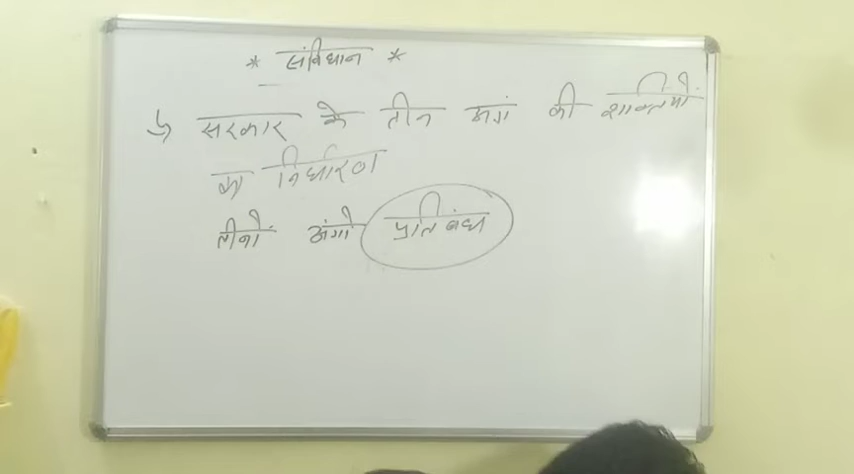 * संविधान *
↳ सरकार के तीन अंग की शक्तियों
का निर्धारण
तीनों अंगों प्रतिबंध